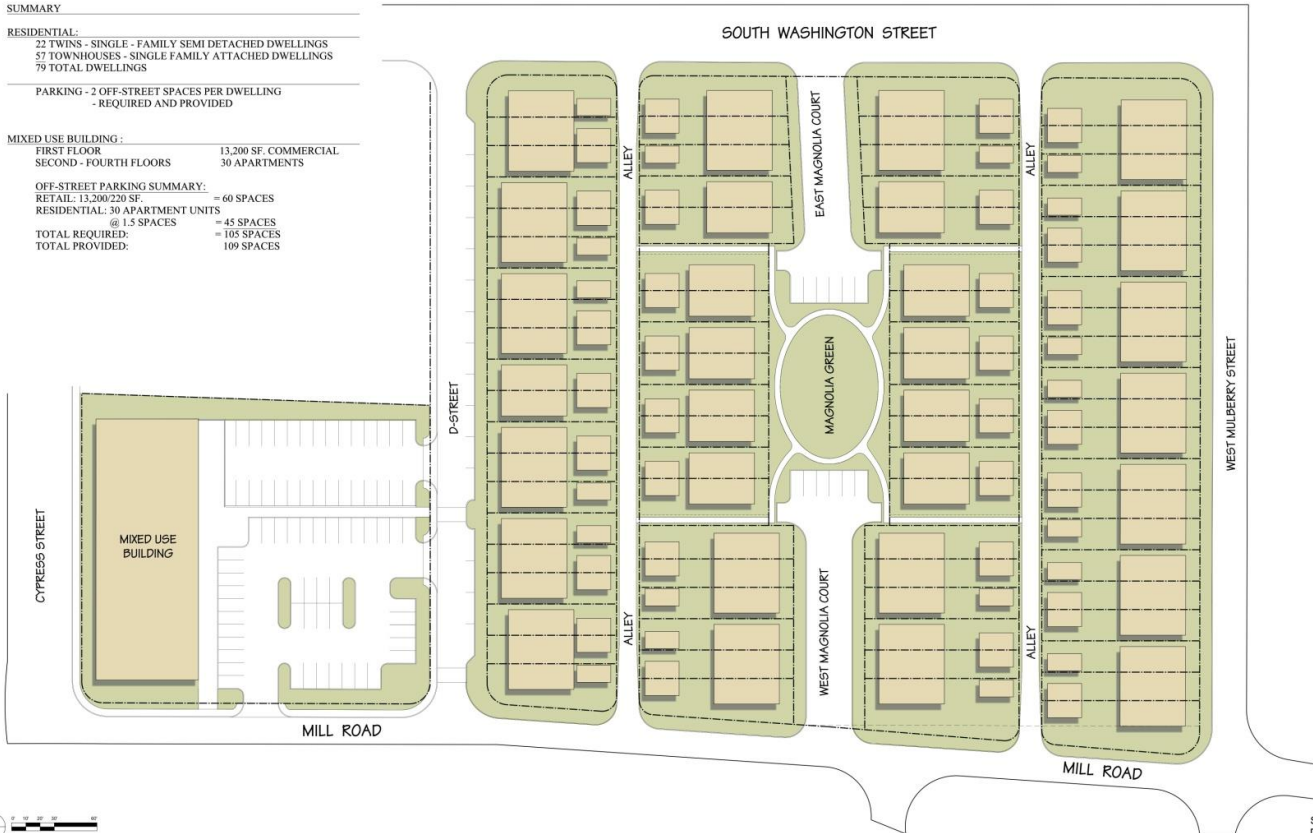 SUMMARY
RESIDENTIAL:
22 TWINS - SINGLE - FAMILY SEMI DETACHED DWELLINGS
57 TOWNHOUSES - SINGLE FAMILY ATTACHED DWELLINGS
79 TOTAL DWELLINGS
PARKING - 2 OFF-STREET SPACES PER DWELLING
- REQUIRED AND PROVIDED
MIXED USE BUILDING :
FIRST FLOOR 13,200 SF. COMMERCIAL
SECOND - FOURTH FLOORS 30 APARTMENTS
OFF-STREET PARKING SUMMARY:
RETAIL: 13,200/220 SF. = 60 SPACES
RESIDENTIAL: 30 APARTMENT UNITS
@ 1.5 SPACES = 45 SPACES
TOTAL REQUIRED: = 105 SPACES
TOTAL PROVIDED: 109 SPACES
SOUTH WASHINGTON STREET
ALLEY
EAST MAGNOLIA COURT
ALLEY
D-STREET
MAGNOLIA GREEN
WEST MULBERRY STREET
CYPRESS STREET
MIXED USE
BUILDING
ALLEY
WEST MAGNOLIA COURT
ALLEY
MILL ROAD
MILL ROAD
0' 10' 20' 30' 60'